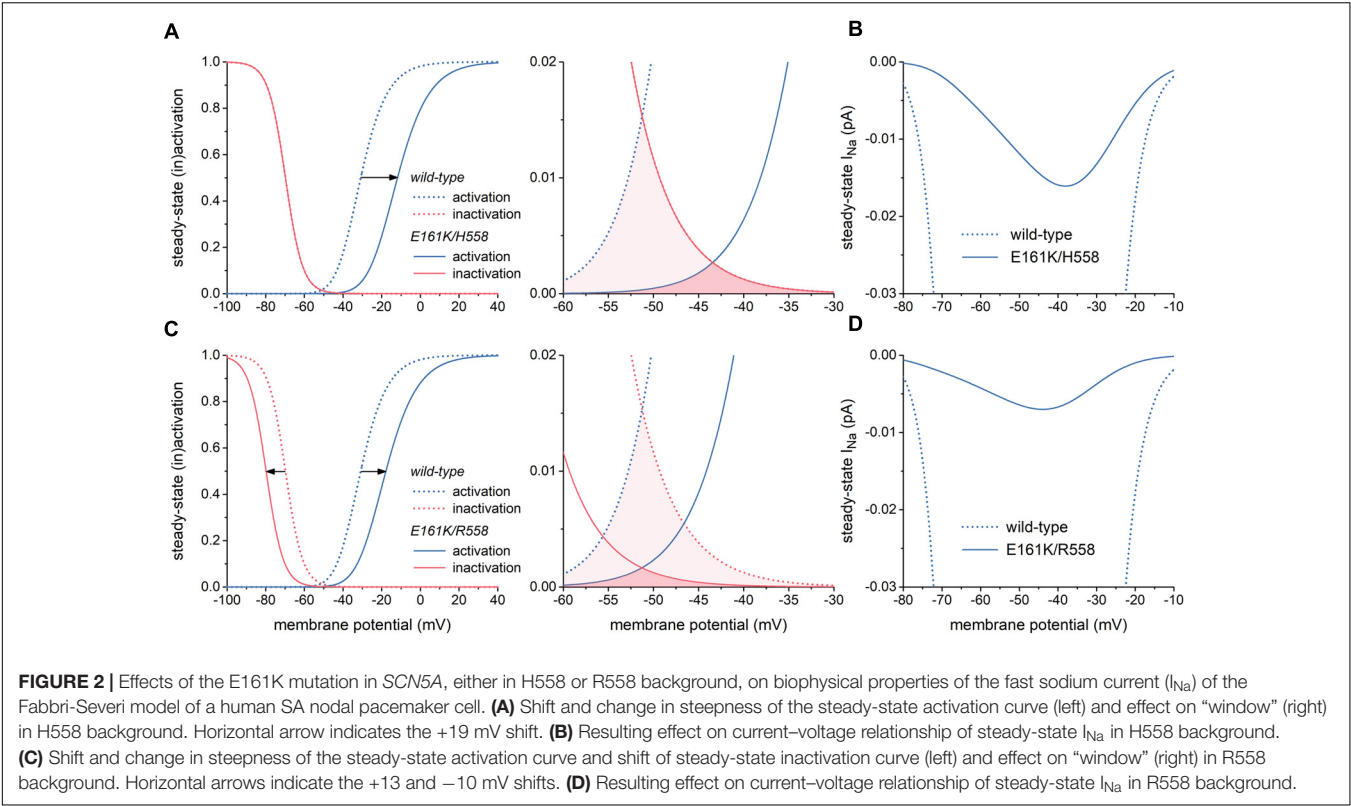 A
B
steady-state (in)activation
1.0
0.8
0.6
0.4
0.2
0.0
-100 -80 -60 -40 -20 0 20 40
wild-type
activation
inactivation
E161K/H558
activation
inactivation
0.02
0.01
0.00
-60 -55 -50 -45 -40 -35 -30
steady-state I_Na (pA)
0.00
-0.01
-0.02
-0.03
-80 -70 -60 -50 -40 -30 -20 -10
wild-type
E161K/H558
C
D
steady-state (in)activation
1.0
0.8
0.6
0.4
0.2
0.0
-100 -80 -60 -40 -20 0 20 40
membrane potential (mV)
wild-type
activation
inactivation
E161K/R558
activation
inactivation
0.02
0.01
0.00
-60 -55 -50 -45 -40 -35 -30
membrane potential (mV)
steady-state I_Na (pA)
0.00
-0.01
-0.02
-0.03
-80 -70 -60 -50 -40 -30 -20 -10
membrane potential (mV)
wild-type
E161K/R558
FIGURE 2 | Effects of the E161K mutation in SCN5A, either in H558 or R558 background, on biophysical properties of the fast sodium current (I_Na) of the
Fabbri-Severi model of a human SA nodal pacemaker cell. (A) Shift and change in steepness of the steady-state activation curve (left) and effect on “window” (right)
in H558 background. Horizontal arrow indicates the +19 mV shift. (B) Resulting effect on current–voltage relationship of steady-state I_Na in H558 background.
(C) Shift and change in steepness of the steady-state activation curve and shift of steady-state inactivation curve (left) and effect on “window” (right) in R558
background. Horizontal arrows indicate the +13 and −10 mV shifts. (D) Resulting effect on current–voltage relationship of steady-state I_Na in R558 background.